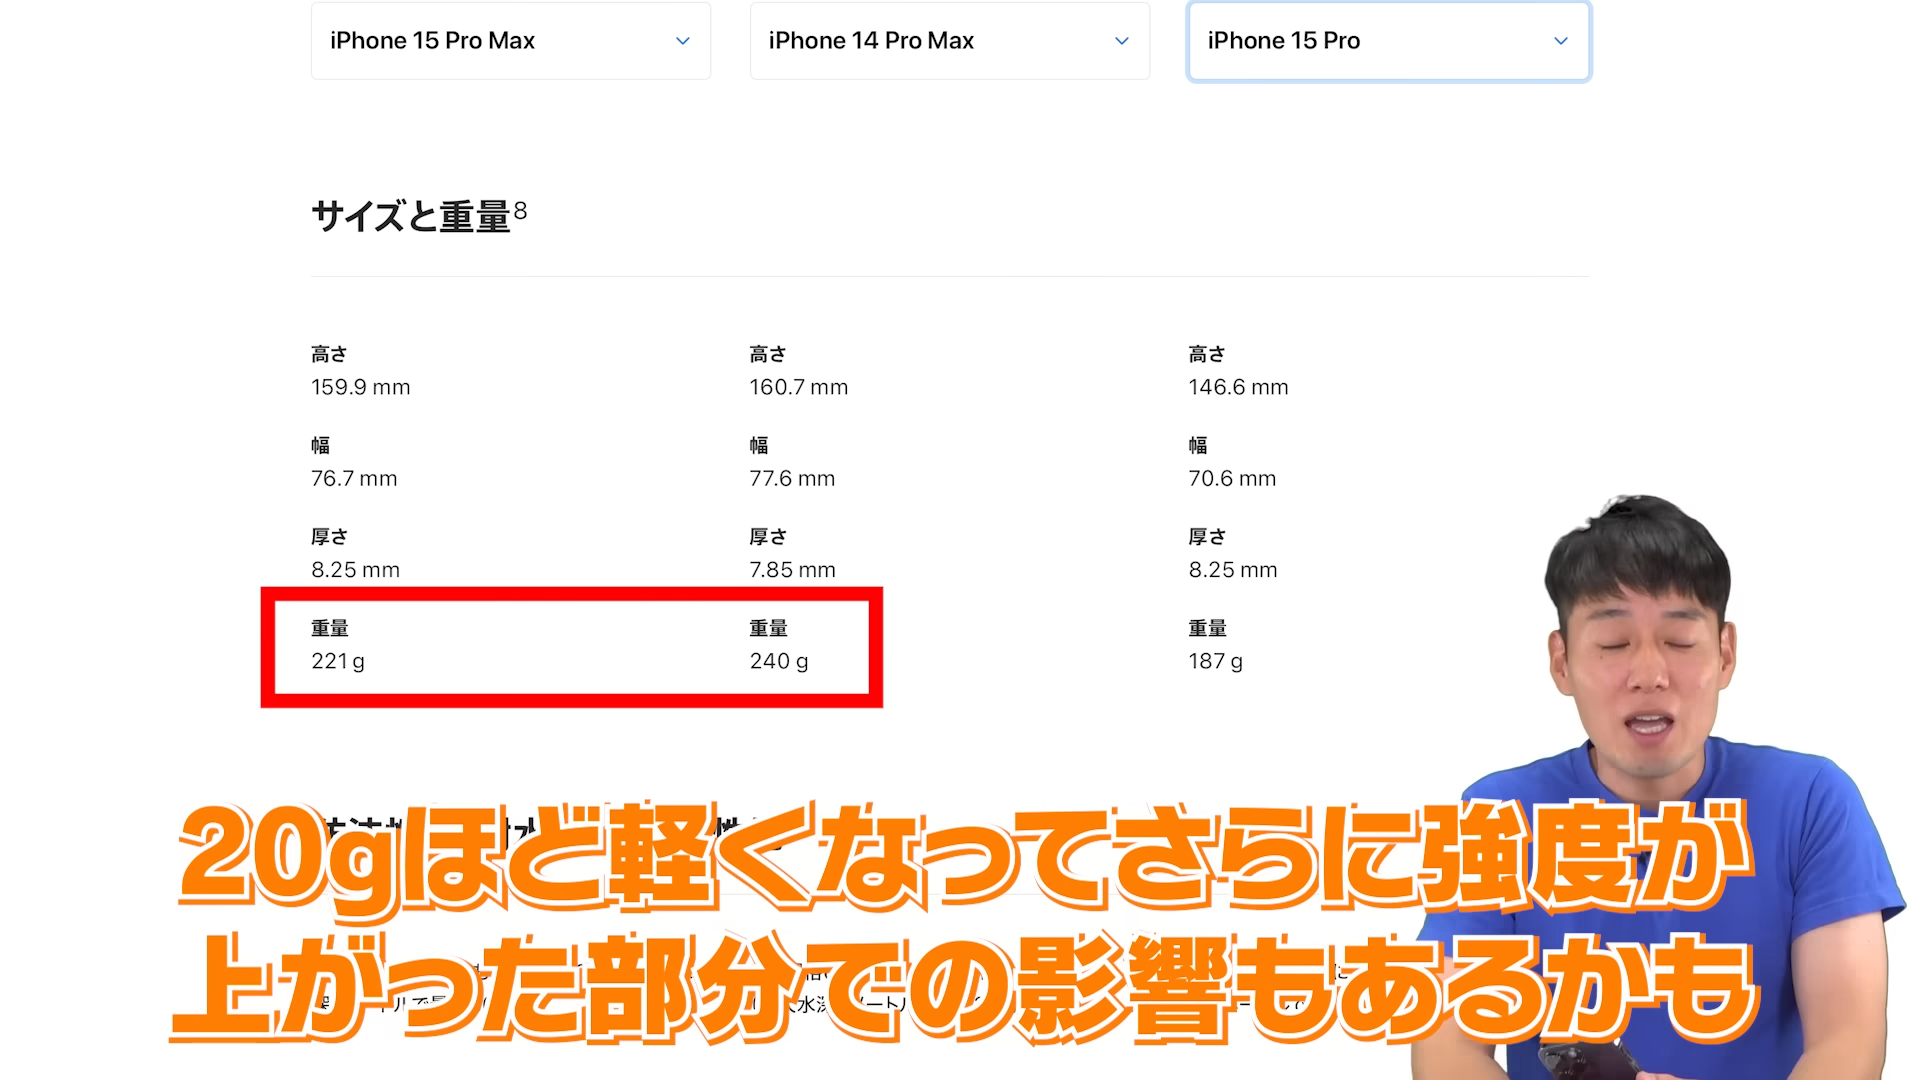 iPhone 15 Pro Max
iPhone 14 Pro Max
iPhone 15 Pro
サイズと重量8
高さ
159.9 mm
高さ
160.7 mm
高さ
146.6 mm
幅
76.7 mm
幅
77.6 mm
幅
70.6 mm
厚さ
8.25 mm
厚さ
7.85 mm
厚さ
8.25 mm
重量
221 g
重量
240 g
重量
187 g
20gほど軽くなってさらに強度が
上がった部分での影響もあるかも